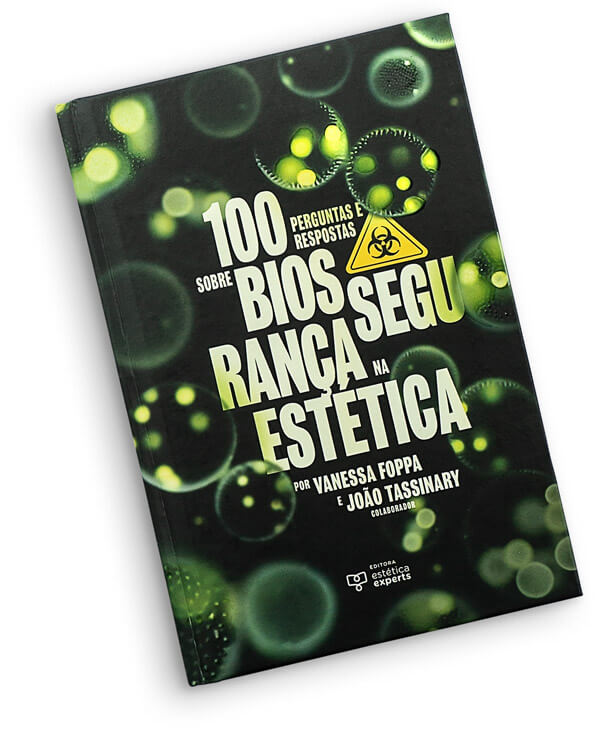 100 PERGUNTAS E
RESPOSTAS
SOBRE
BIOS
SEGU
RANÇA NA
ESTÉTICA
POR VANESSA FOPPA
E JOÃO TASSINARY
COLABORADOR
EDITORA
estética
experts